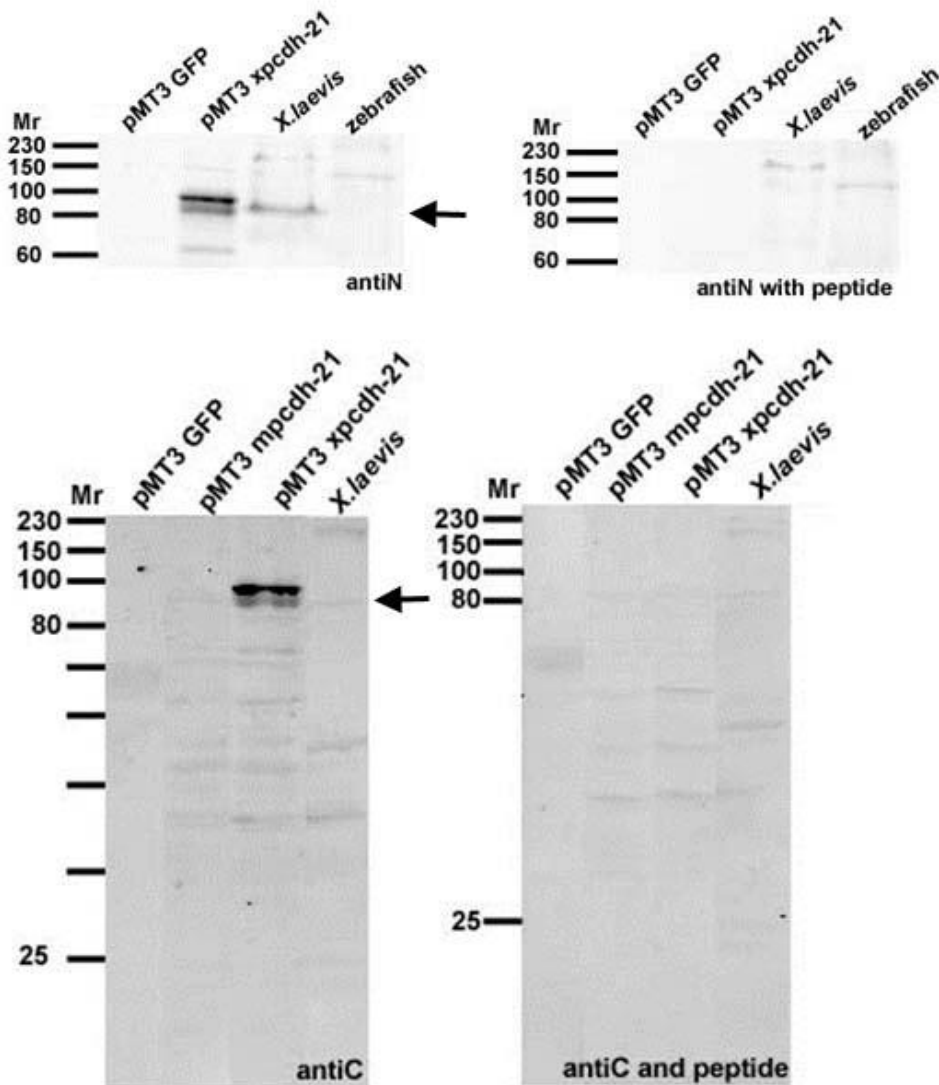 pMT3 GFP
pMT3 xpcdh-21
X.laevis
zebrafish
Mr
230
150
100
80
60
antiN
pMT3 GFP
pMT3 xpcdh-21
X.laevis
zebrafish
Mr
230
150
100
80
60
antiN with peptide
pMT3 GFP
pMT3 mpcdh-21
pMT3 xpcdh-21
X.laevis
Mr
230
150
100
80
25
antiC
pMT3 GFP
pMT3 mpcdh-21
pMT3 xpcdh-21
X.laevis
Mr
230
150
100
80
25
antiC and peptide